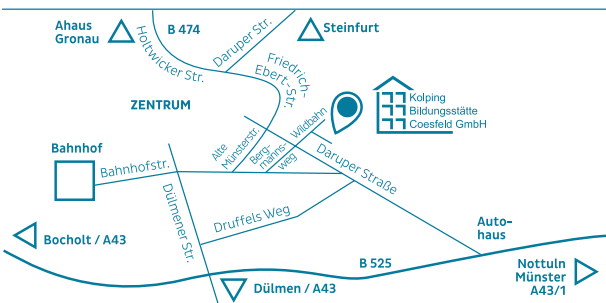 Ahaus
Gronau
B 474
Steinfurt
Holtwicker Str.
Daruper Str.
Friedrich-
Ebert-Str.
ZENTRUM
Kolping
Bildungsstätte
Coesfeld GmbH
Wildbahn
Alte
Münsterstr.
Berg-
manns-
weg
Bahnhof
Bahnhofstr.
Daruper Straße
Dülmener Str.
Druffels Weg
Auto-
haus
Bocholt / A43
B 525
Nottuln
Münster
A43/1
Dülmen / A43